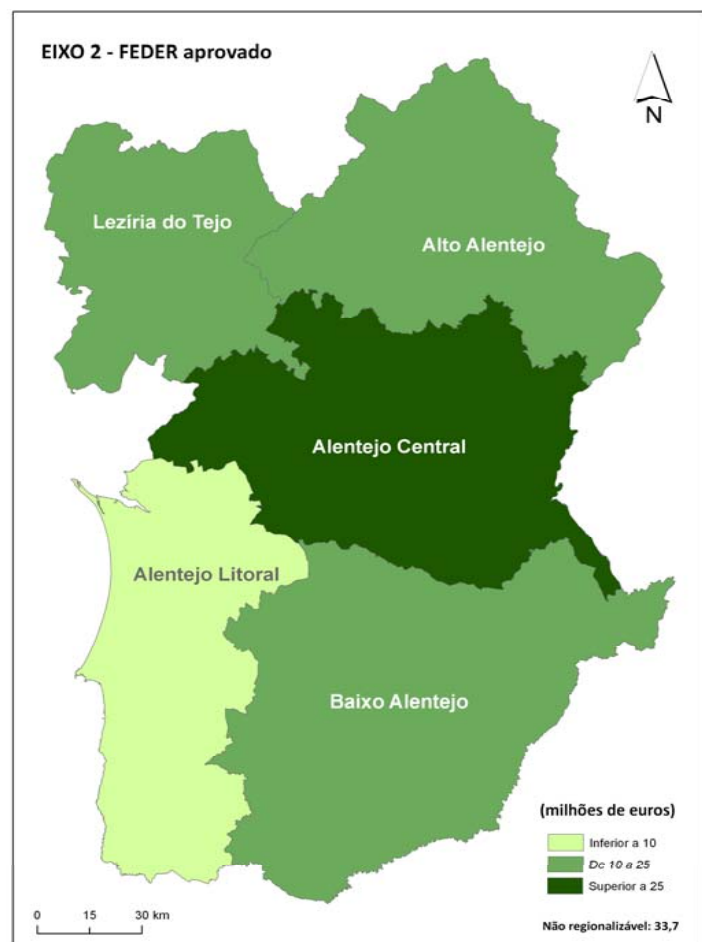 EIXO 2 - FEDER aprovado
N
Lezíria do Tejo
Alto Alentejo
Alentejo Central
Alentejo Litoral
Baixo Alentejo
(milhões de euros)
Inferior a 10
De 10 a 25
Superior a 25
0 15 30 km
Não regionalizável: 33,7